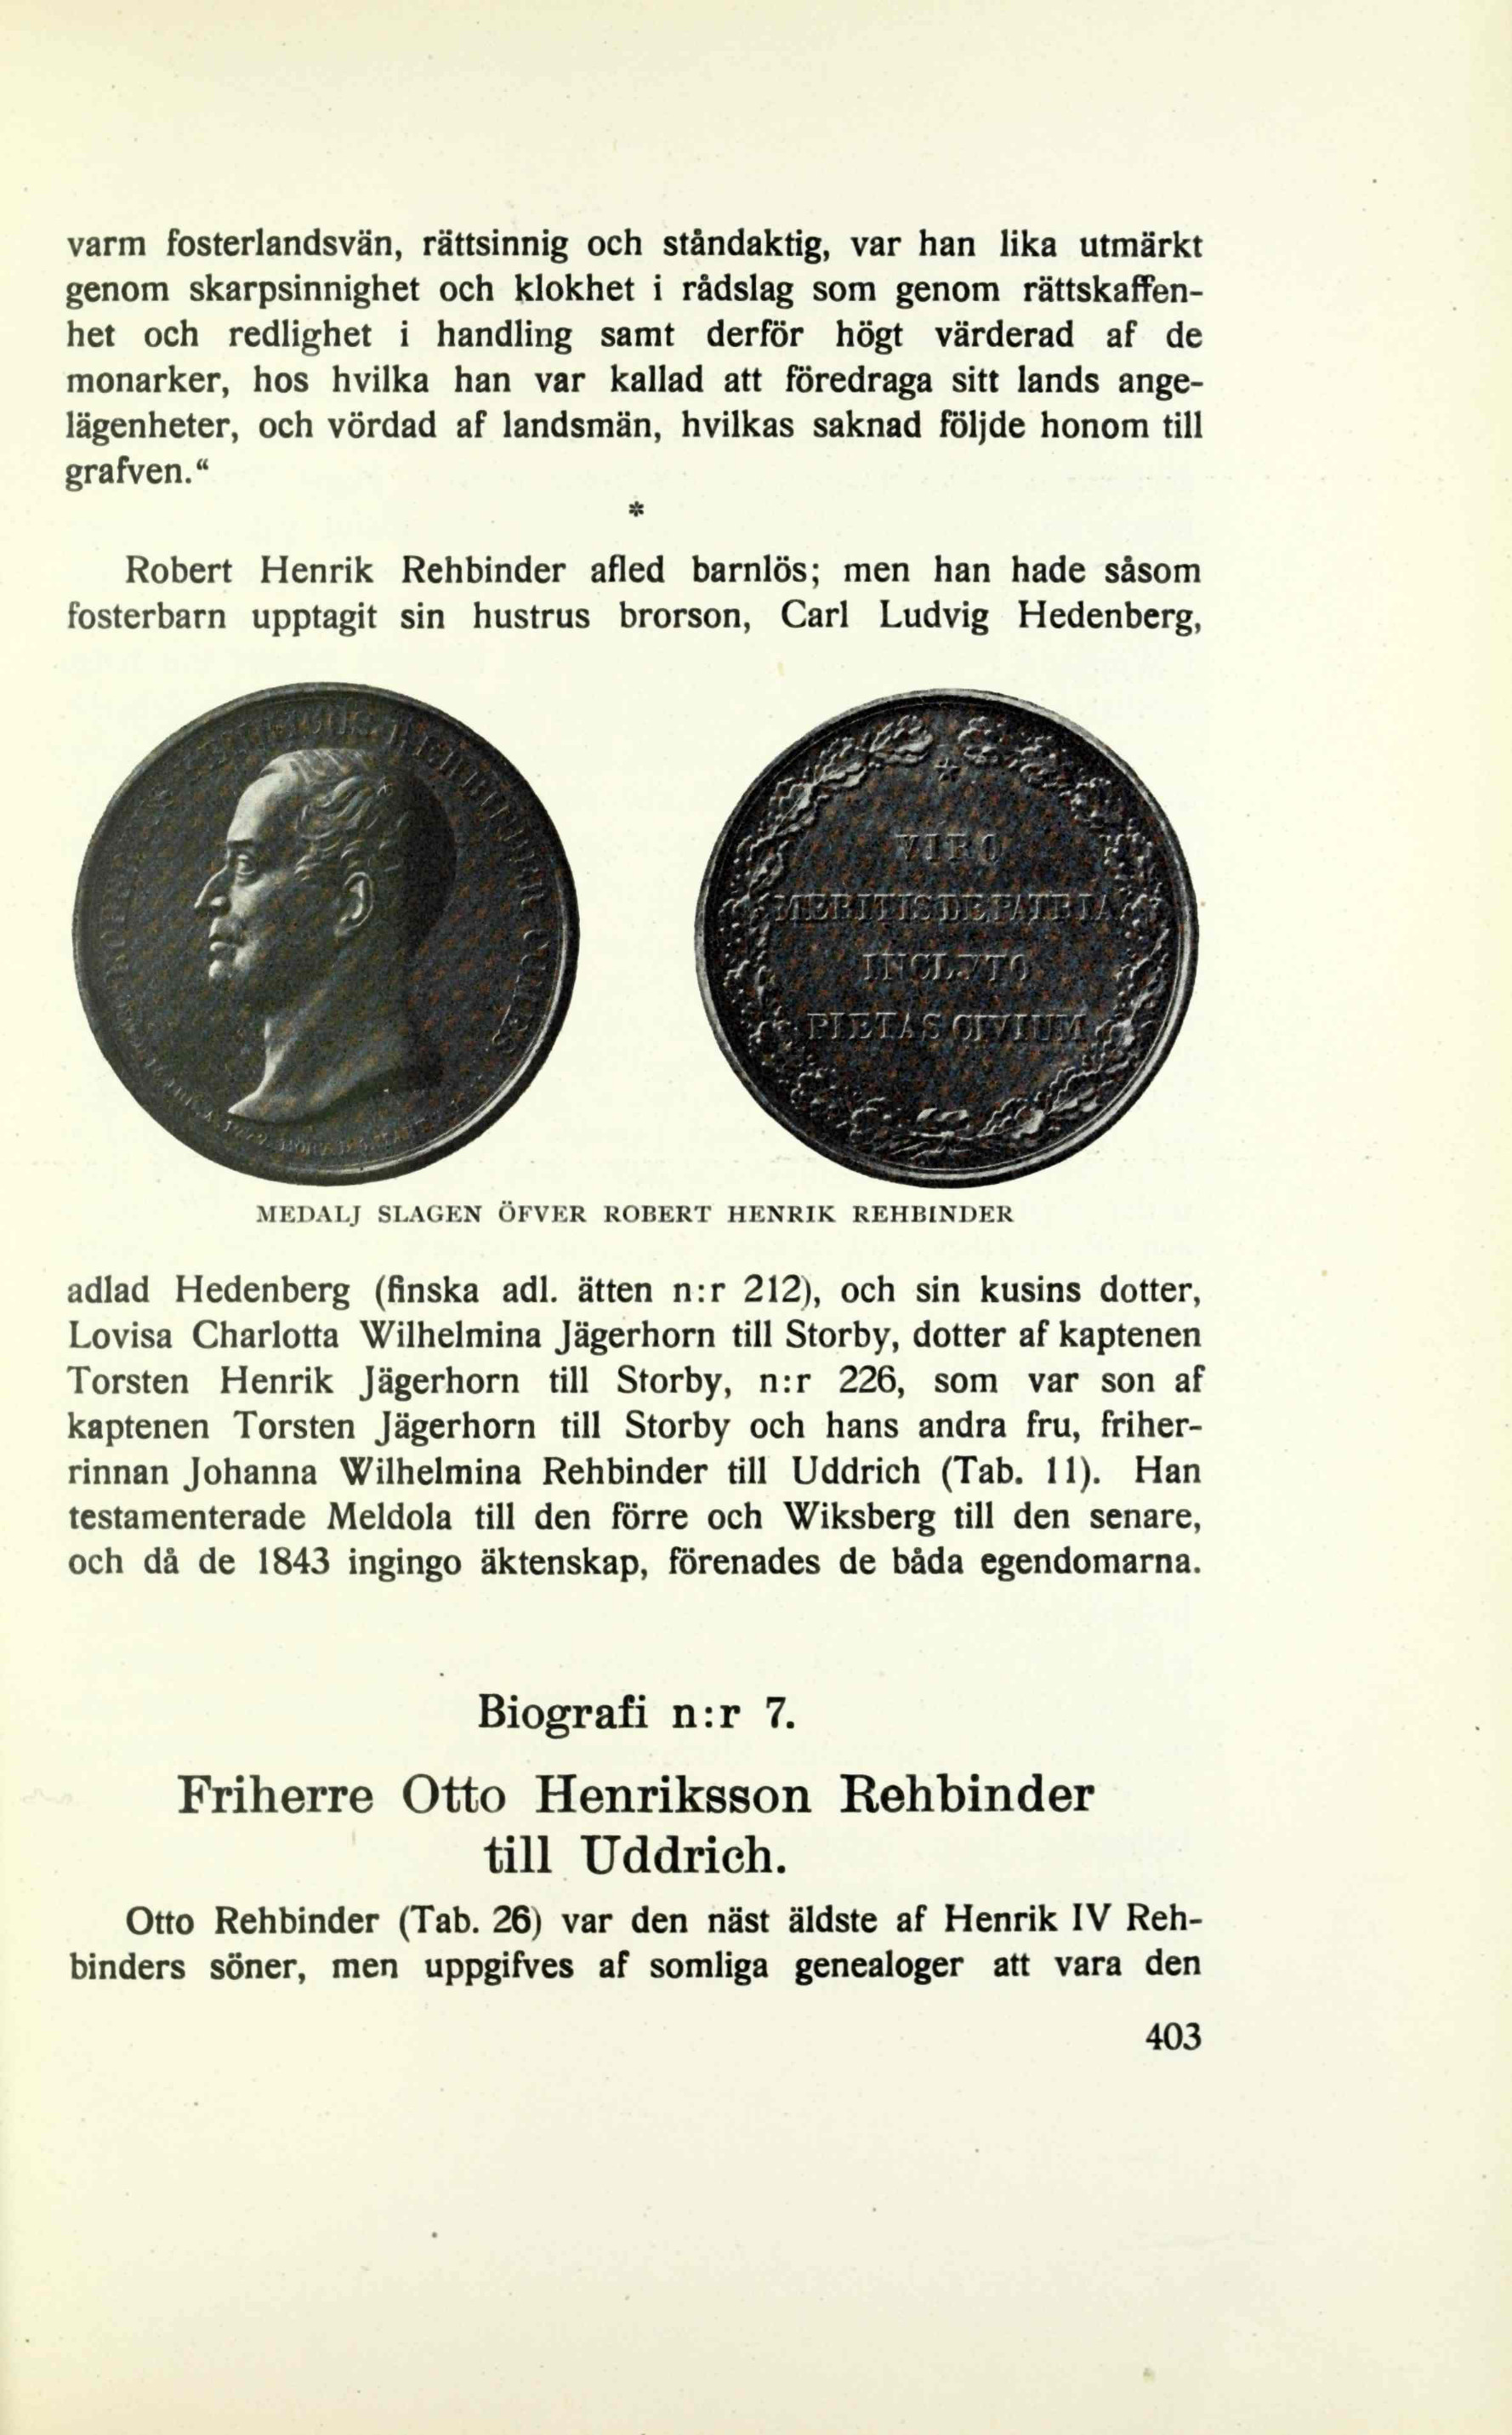 varm fosterlandsvän, rättsinnig och ståndaktig, var han lika utmärkt
genom skarpsinnighet och klokhet i rådslag som genom rättskaffen-
het och redlighet i handling samt derför högt värderad af de
monarker, hos hvilka han var kallad att föredraga sitt lands ange-
lägenheter, och vördad af landsmän, hvilkas saknad följde honom till
grafven.“
*
Robert Henrik Rehbinder afled barnlös; men han hade såsom
fosterbarn upptagit sin hustrus brorson, Carl Ludvig Hedenberg,
VIRO
MERITIS DE PATRIA
INCLYTO
PIETAS CIVIUM
MEDALJ SLAGEN ÖFVER ROBERT HENRIK REHBINDER
adlad Hedenberg (finska adl. ätten n:r 212), och sin kusins dotter,
Lovisa Charlotta Wilhelmina Jägerhorn till Storby, dotter af kaptenen
Torsten Henrik Jägerhorn till Storby, n:r 226, som var son af
kaptenen Torsten Jägerhorn till Storby och hans andra fru, friher-
rinnan Johanna Wilhelmina Rehbinder till Uddrich (Tab. 11). Han
testamenterade Meldola till den förre och Wiksberg till den senare,
och då de 1843 ingingo äktenskap, förenades de båda egendomarna.
Biografi n:r 7.
Friherre Otto Henriksson Rehbinder
till Uddrich.
Otto Rehbinder (Tab. 26) var den näst äldste af Henrik IV Reh-
binders söner, men uppgifves af somliga genealoger att vara den
403